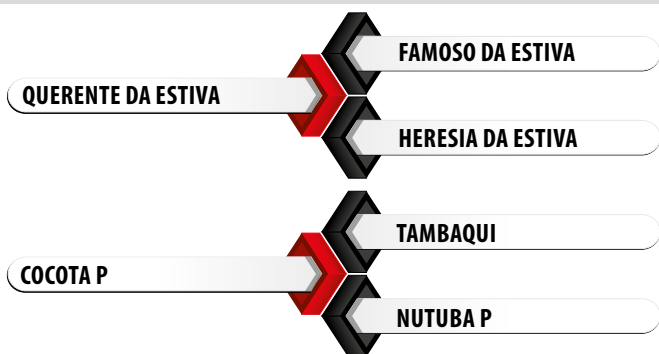 FAMOSO DA ESTIVA
QUERENTE DA ESTIVA
HERESIA DA ESTIVA
TAMBAQUI
COCOTA P
NUTUBA P